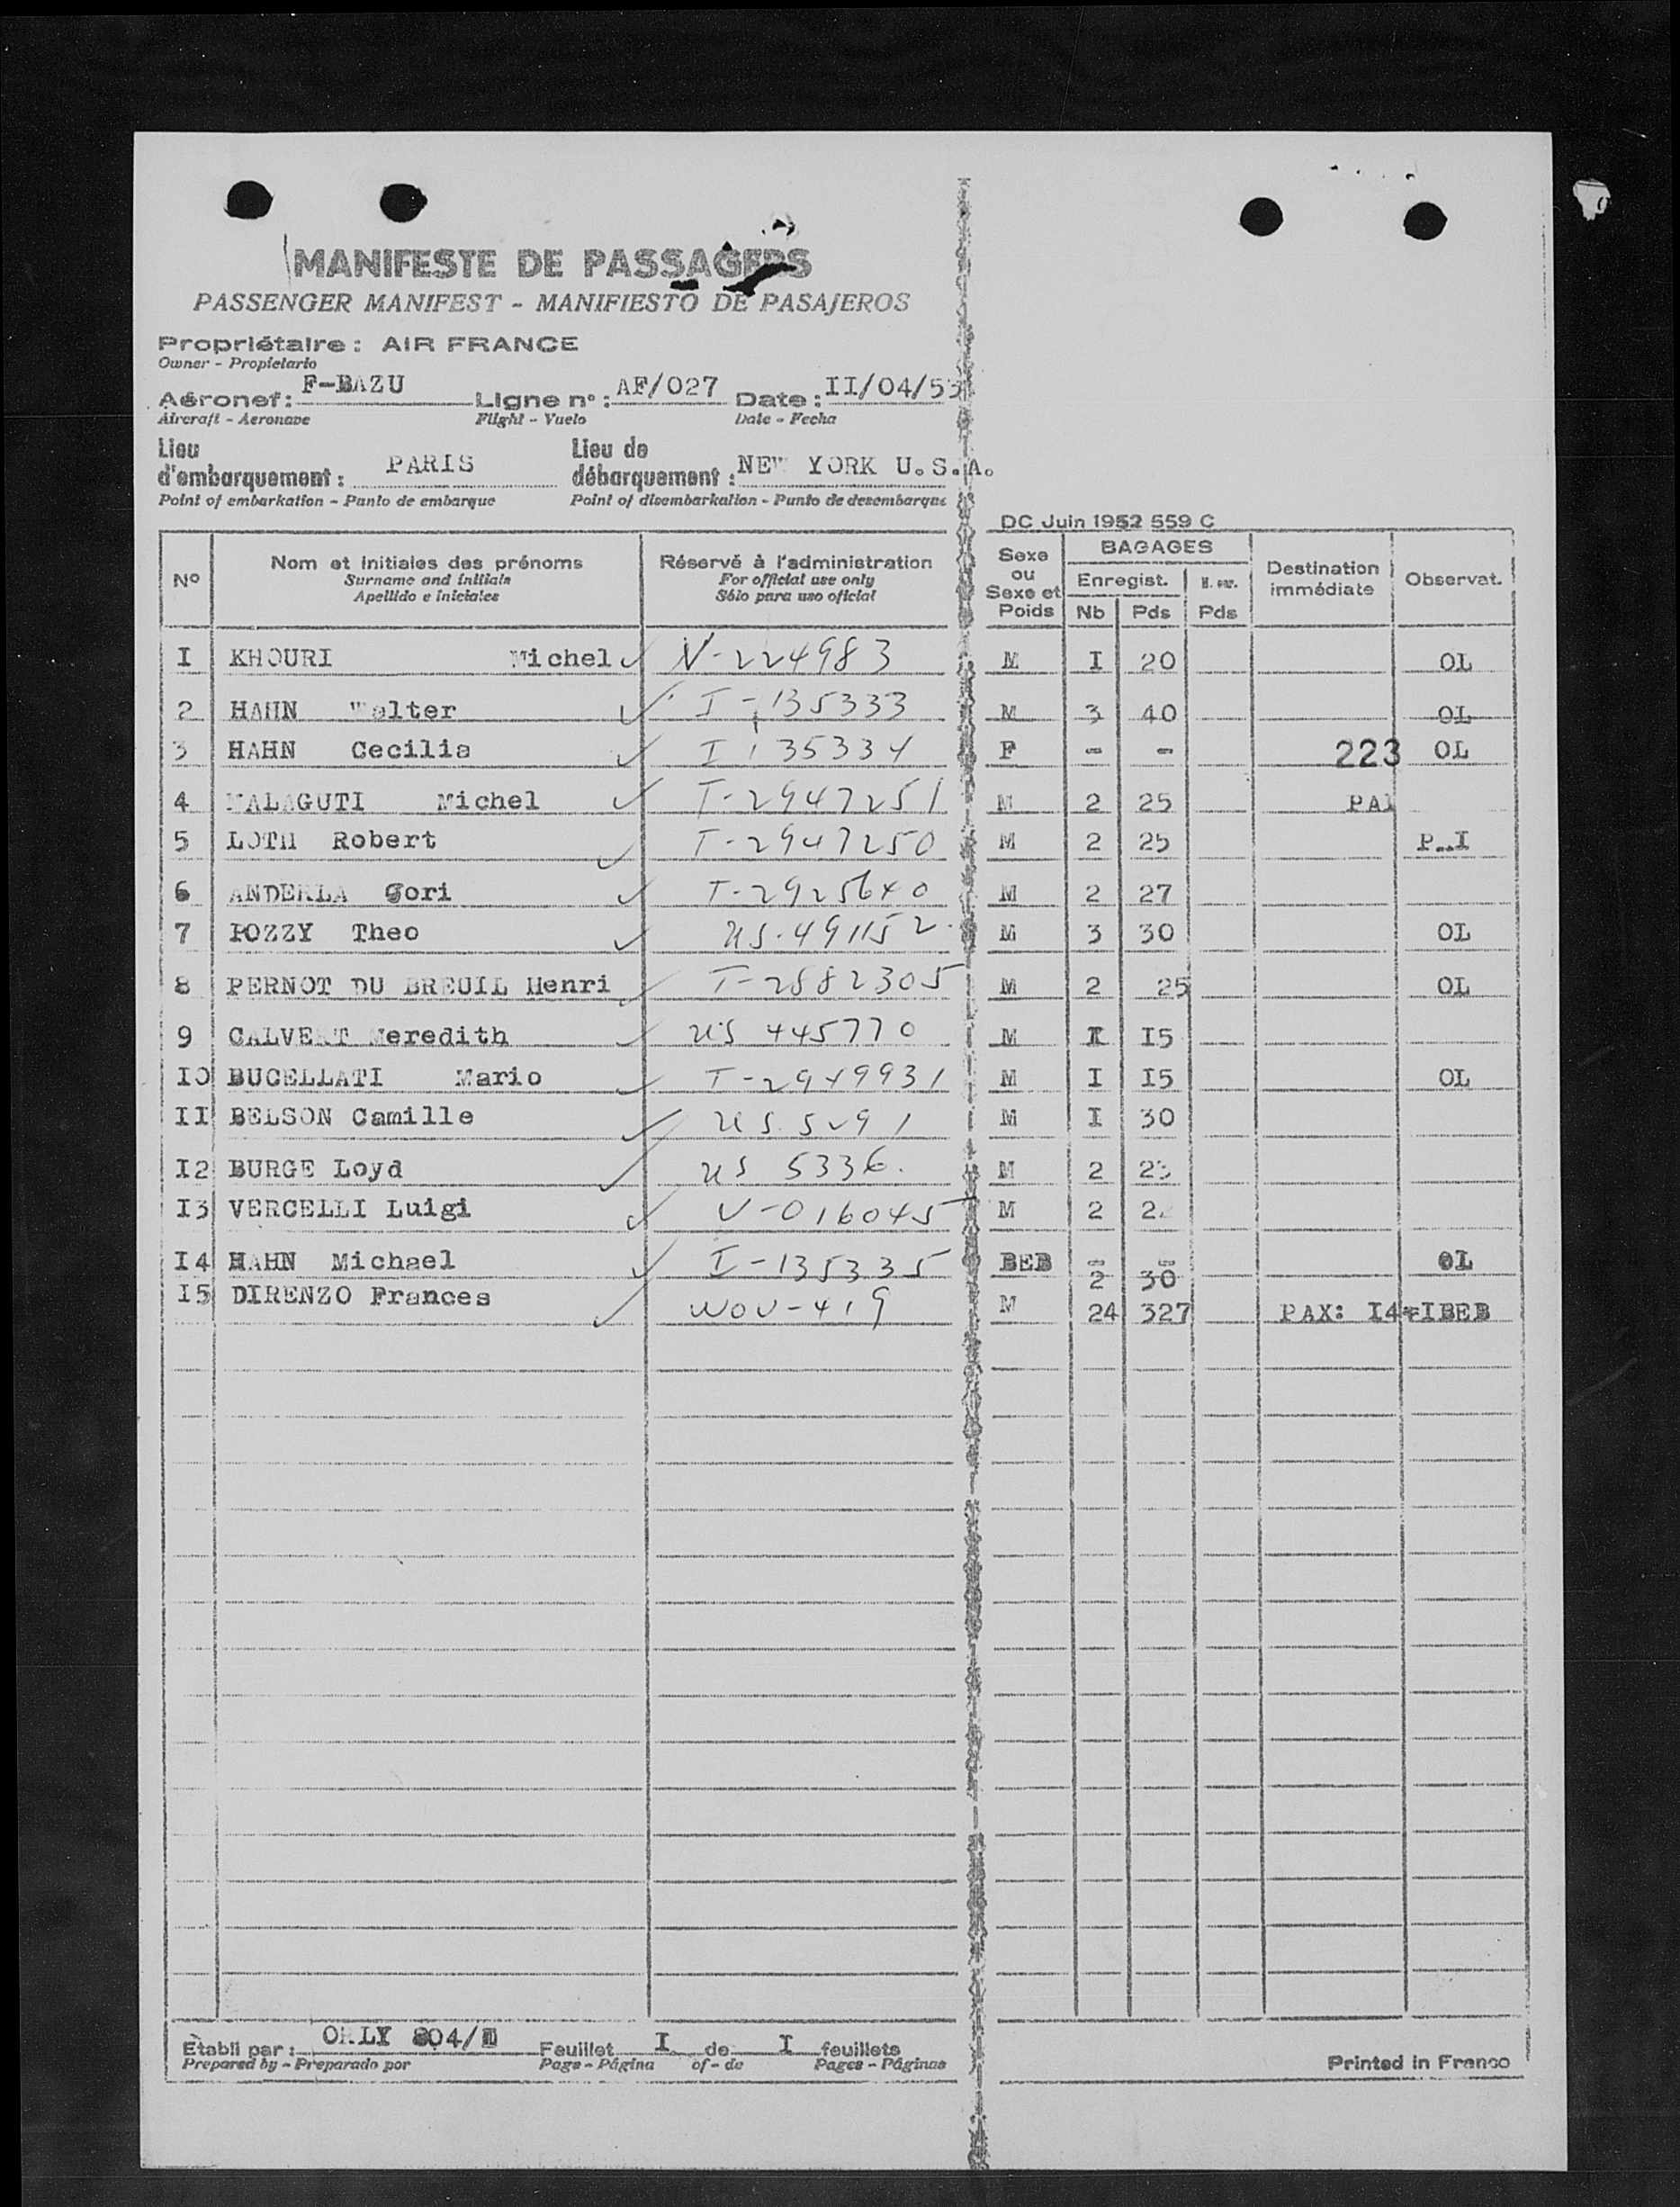 MANIFESTE DE PASSAGERS
PASSENGER MANIFEST - MANIFIESTO DE PASAJEROS
Propriétaire : AIR FRANCE
Owner - Propietario
Aéronef : F-BAZU Ligne n° : AF/027 Date : II/04/53
Aircraft - Aeronave Flight - Vuelo Date - Fecha
Lieu d'embarquement : PARIS Lieu de débarquement : NEW YORK U.S.A.
Point of embarkation - Punto de embarque Point of disembarkation - Punto de desembarque
DC Juin 1952 559 C
N° Nom et initiales des prénoms Réservé à l'administration Sexe ou Sexe et Poids BAGAGES Destination immédiate Observat.
Surname and initials For official use only Enregist.
Apellido e iniciales Sólo para uso oficial Nb Pds Pds
I KHOURI Michel V-224983 M I 20 OL
2 HAHN Walter I-135333 M 3 40 OL
3 HAHN Cecilia I 135334 F - - 223 OL
4 MALAGUTI Michel T-2947251 M 2 25
5 LOTH Robert T-2947250 M 2 25
6 Gori T-2925640 M 2 27
7 POZZY Theo US-491152 M 3 30 OL
8 PERNOT DU BREUIL Henri T-2882305 M 2 25 OL
9 CALVERT Meredith US 445770 M I I5
IO BUCELLATI Mario T-2949931 M I I5 OL
II BELSON Camille US 5291 M I 30
I2 BURGE Loyd US 5336. M 2
I3 VERCELLI Luigi V-016045 M 2
I4 HAHN Michael I-135335 BEB - - OL
I5 DIRENZO Frances WOV-419 M 2 30
24 327 PAX: I4+IBEB
Etabli par : ORLY 804/ Feuillet I de I feuillets
Prepared by - Preparado por Page - Página of - de Pages - Páginas
Printed in France